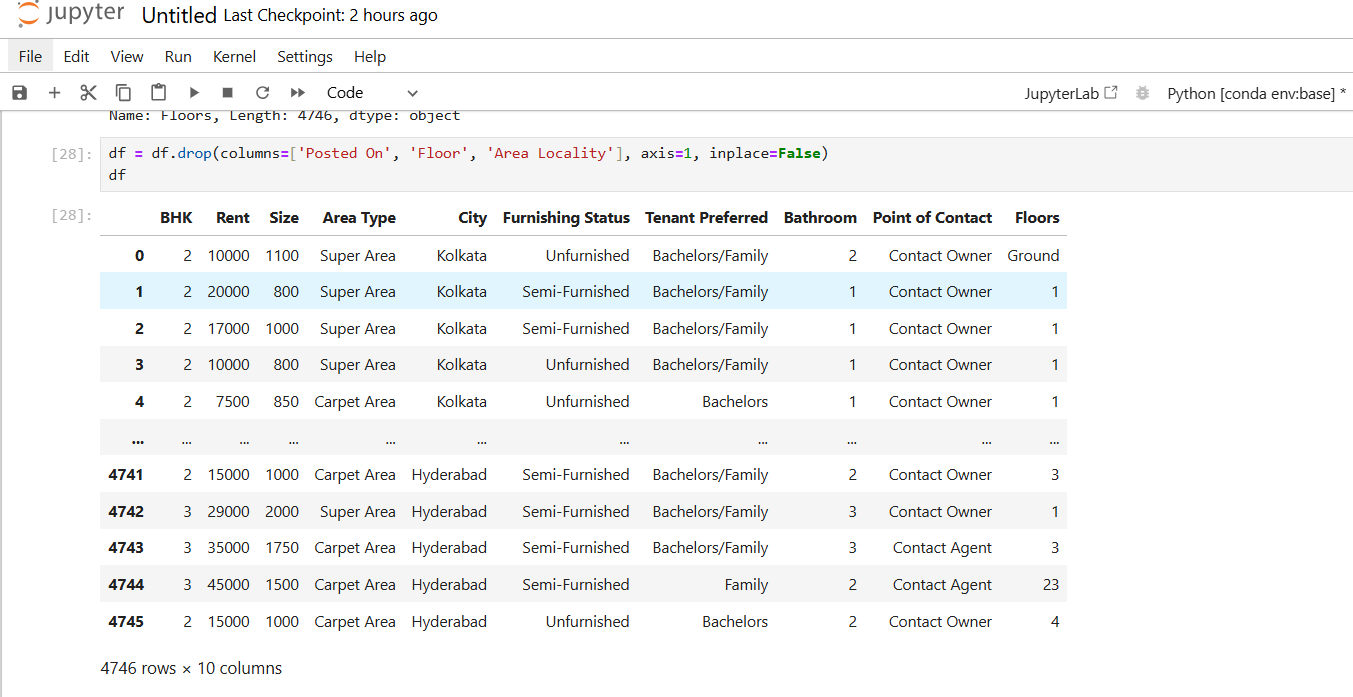 jupyter Untitled Last Checkpoint: 2 hours ago
File Edit View Run Kernel Settings Help
Code JupyterLab Python [conda env:base] *
Name: Floors, Length: 4746, dtype: object
[28]: df = df.drop(columns=['Posted On', 'Floor', 'Area Locality'], axis=1, inplace=False)
df
[28]: BHK Rent Size Area Type City Furnishing Status Tenant Preferred Bathroom Point of Contact Floors
0 2 10000 1100 Super Area Kolkata Unfurnished Bachelors/Family 2 Contact Owner Ground
1 2 20000 800 Super Area Kolkata Semi-Furnished Bachelors/Family 1 Contact Owner 1
2 2 17000 1000 Super Area Kolkata Semi-Furnished Bachelors/Family 1 Contact Owner 1
3 2 10000 800 Super Area Kolkata Unfurnished Bachelors/Family 1 Contact Owner 1
4 2 7500 850 Carpet Area Kolkata Unfurnished Bachelors 1 Contact Owner 1
... ... ... ... ... ... ... ... ... ... ...
4741 2 15000 1000 Carpet Area Hyderabad Semi-Furnished Bachelors/Family 2 Contact Owner 3
4742 3 29000 2000 Super Area Hyderabad Semi-Furnished Bachelors/Family 3 Contact Owner 1
4743 3 35000 1750 Carpet Area Hyderabad Semi-Furnished Bachelors/Family 3 Contact Agent 3
4744 3 45000 1500 Carpet Area Hyderabad Semi-Furnished Family 2 Contact Agent 23
4745 2 15000 1000 Carpet Area Hyderabad Unfurnished Bachelors 2 Contact Owner 4
4746 rows × 10 columns